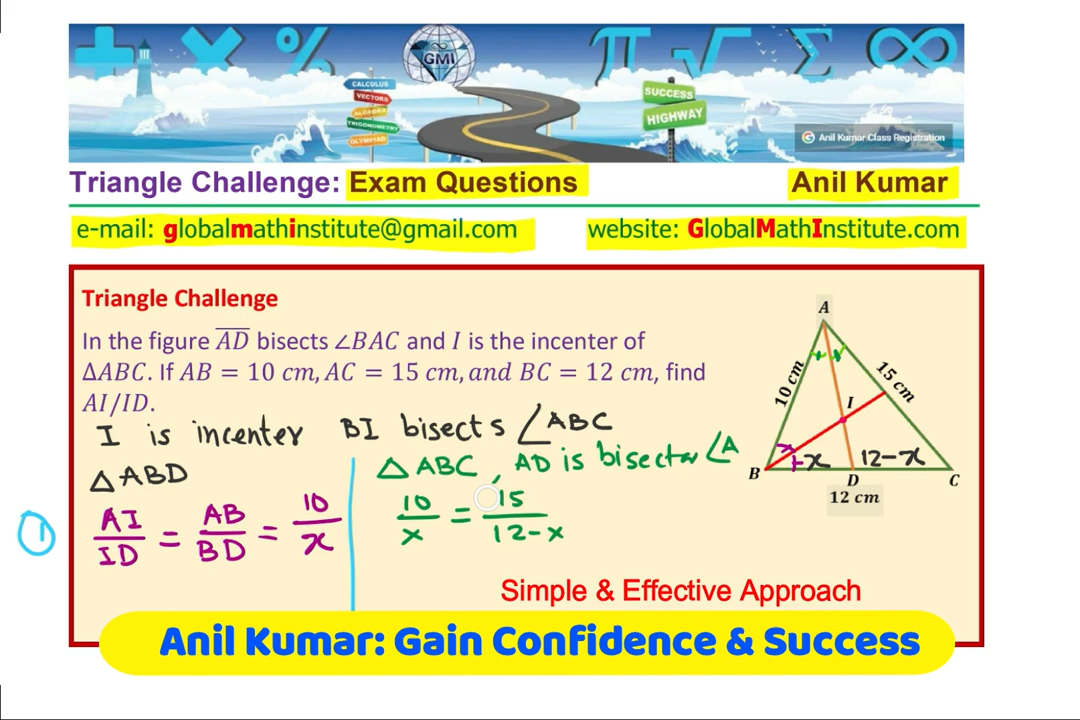 GMI
CALCULUS
VECTORS
ALGEBRA
TRIGONOMETRY
OLYMPIAD
SUCCESS
HIGHWAY
Anil Kumar Class Registration
Triangle Challenge: Exam Questions Anil Kumar
e-mail: globalmathinstitute@gmail.com website: GlobalMathInstitute.com
Triangle Challenge
In the figure \overline{AD} bisects ∠BAC and I is the incenter of
ΔABC. If AB = 10 cm, AC = 15 cm, and BC = 12 cm, find
AI/ID.
I is incenter BI bisects ∠ABC
△ABD
① AI/ID = AB/BD = 10/x
△ABC, AD is bisector ∠A
10/x = 15/12-x
A
10 cm
15 cm
I
x
12-x
B D C
12 cm
Simple & Effective Approach
Anil Kumar: Gain Confidence & Success